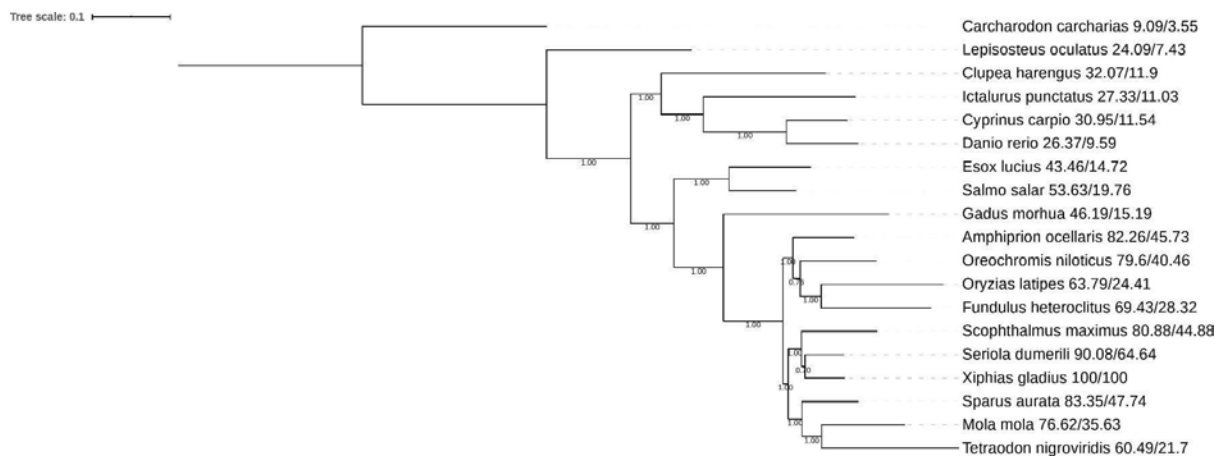 Tree scale: 0.1
Carcharodon carcharias 9.09/3.55
Lepisosteus oculatus 24.09/7.43
Clupea harengus 32.07/11.9
1.00
Ictalurus punctatus 27.33/11.03
1.00
Cyprinus carpio 30.95/11.54
1.00
Danio rerio 26.37/9.59
1.00
Esox lucius 43.46/14.72
1.00
Salmo salar 53.63/19.76
Gadus morhua 46.19/15.19
1.00
Amphiprion ocellaris 82.26/45.73
1.00
Oreochromis niloticus 79.6/40.46
1.00
Oryzias latipes 63.79/24.41
1.00
Fundulus heteroclitus 69.43/28.32
1.00
Scophthalmus maximus 80.88/44.88
1.00
Seriola dumerili 90.08/64.64
Xiphias gladius 100/100
1.00
Sparus aurata 83.35/47.74
1.00
Mola mola 76.62/35.63
1.00
Tetraodon nigroviridis 60.49/21.7